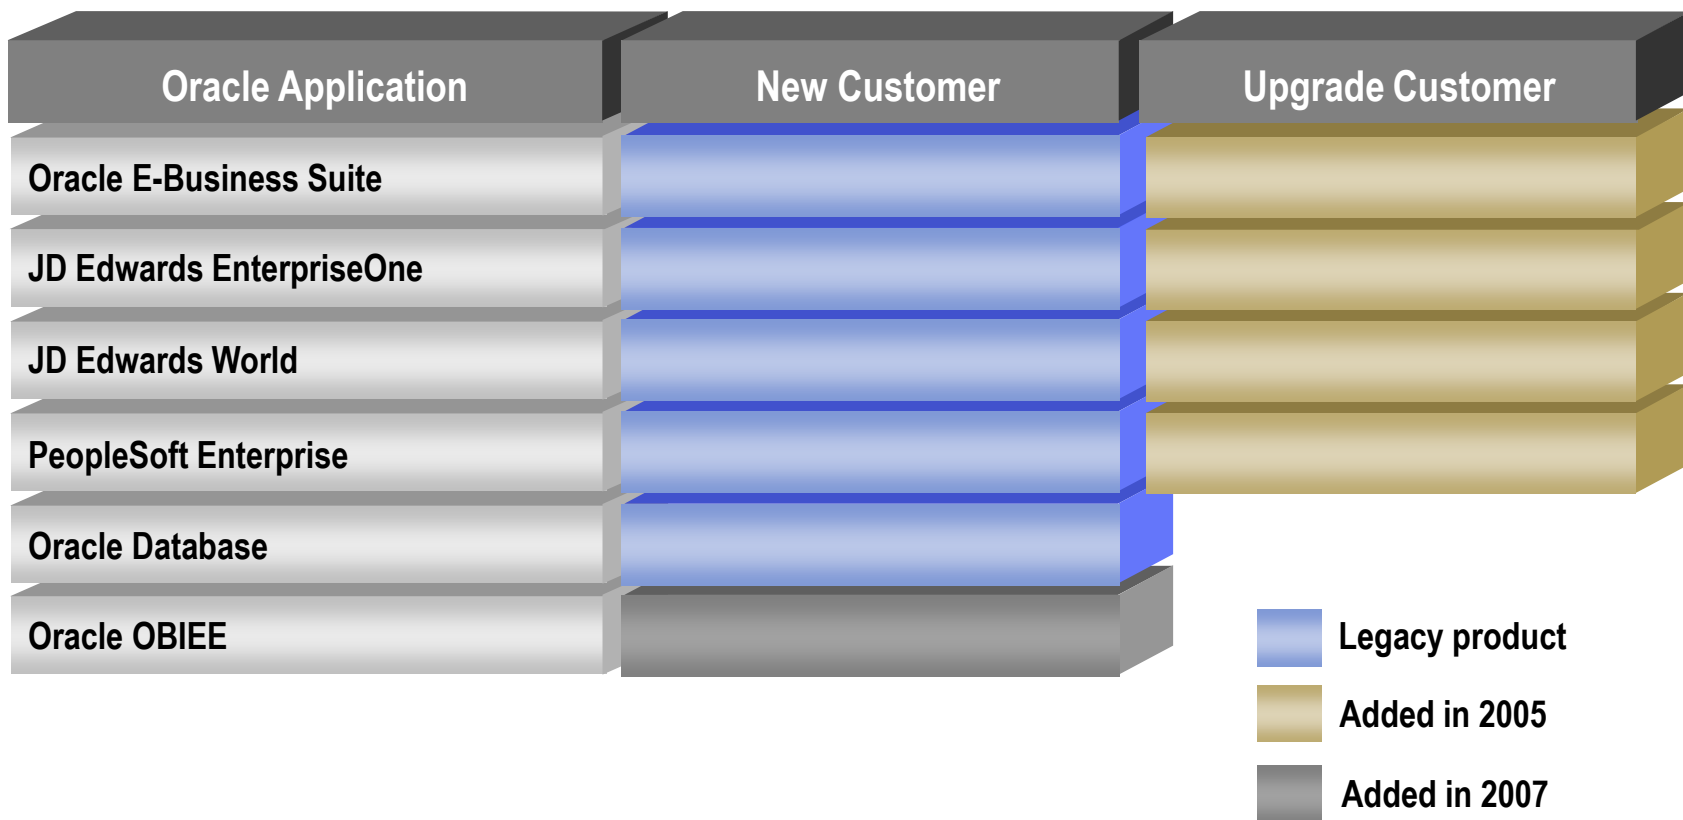 Oracle Application
New Customer
Upgrade Customer
Oracle E-Business Suite
JD Edwards EnterpriseOne
JD Edwards World
PeopleSoft Enterprise
Oracle Database
Oracle OBIEE
Legacy product
Added in 2005
Added in 2007